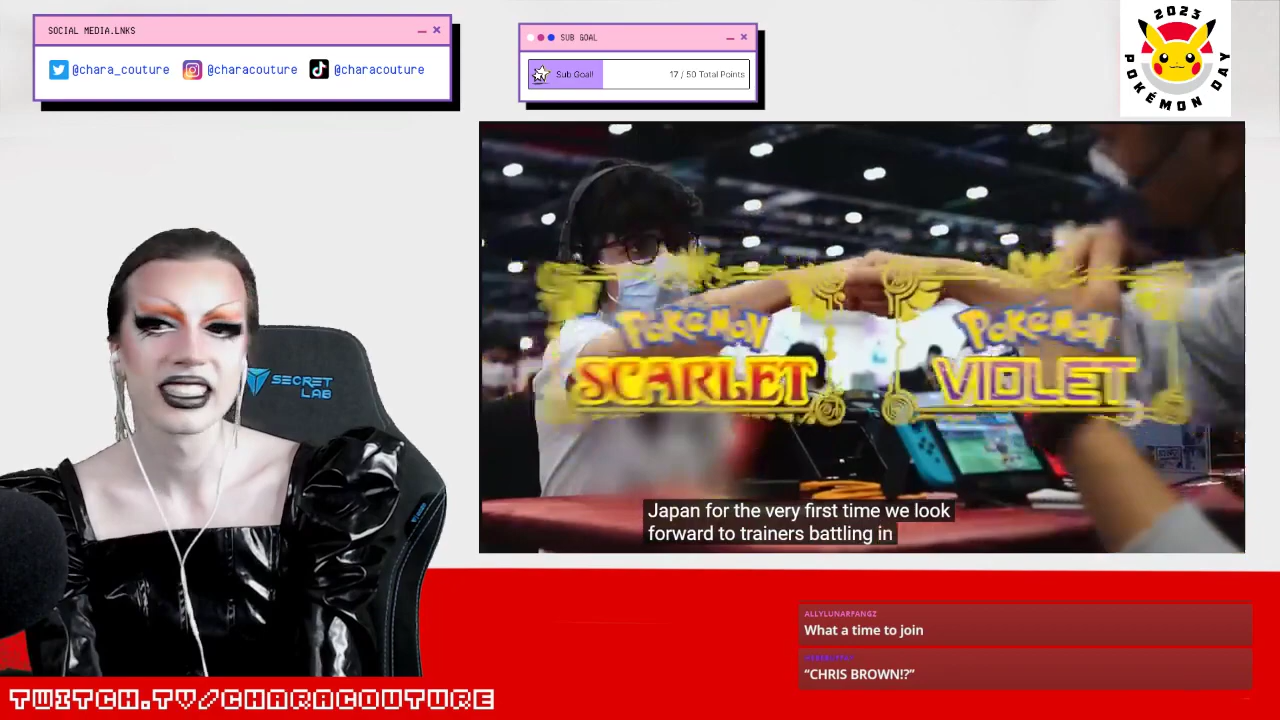 SOCIAL MEDIA.LNKS
@chara_couture
@characouture
@characouture
SUB GOAL
Sub Goal!
17 / 50 Total Points
2023
POKÉMON DAY
SECRET
LAB
POKÉMON
SCARLET
POKÉMON
VIOLET
Japan for the very first time we look
forward to trainers battling in
ALLYLUNARFANGZ
What a time to join
“CHRIS BROWN!?”
TWITCH.TV/CHARACOUTURE